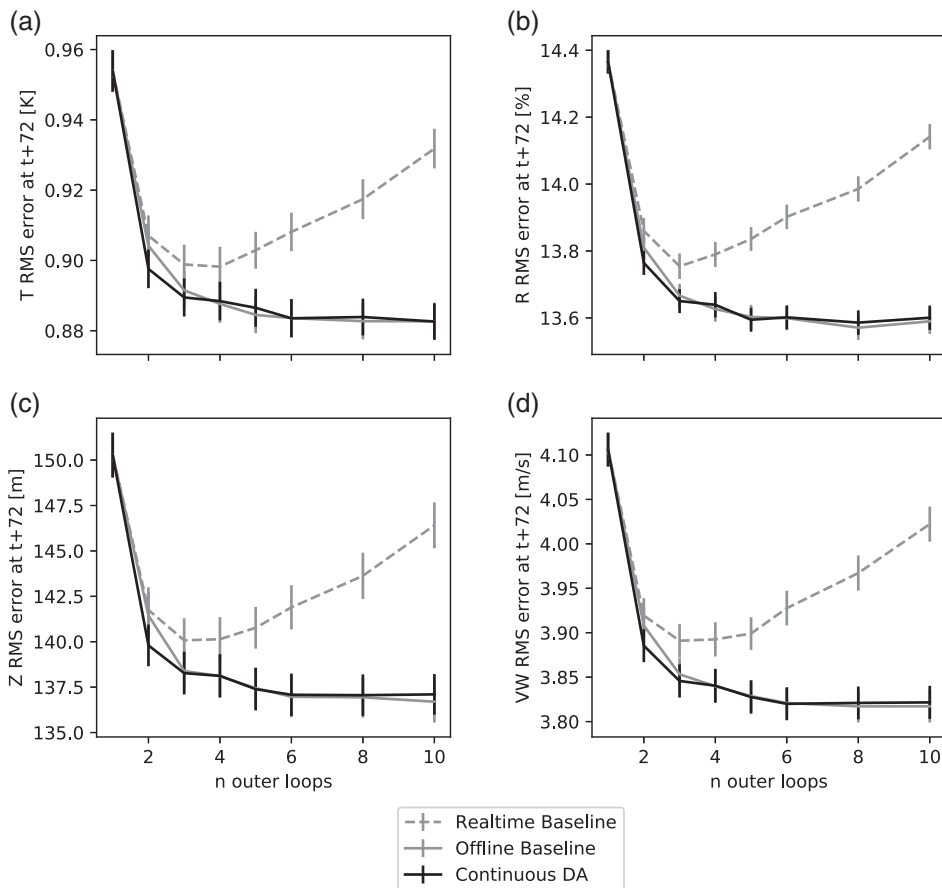 (a)
T RMS error at t+72 [K]
0.96
0.94
0.92
0.90
0.88
2 4 6 8 10
(b)
R RMS error at t+72 [%]
14.4
14.2
14.0
13.8
13.6
2 4 6 8 10
(c)
Z RMS error at t+72 [m]
150.0
147.5
145.0
142.5
140.0
137.5
135.0
2 4 6 8 10
n outer loops
(d)
VW RMS error at t+72 [m/s]
4.10
4.05
4.00
3.95
3.90
3.85
3.80
2 4 6 8 10
n outer loops
Realtime Baseline
Offline Baseline
Continuous DA